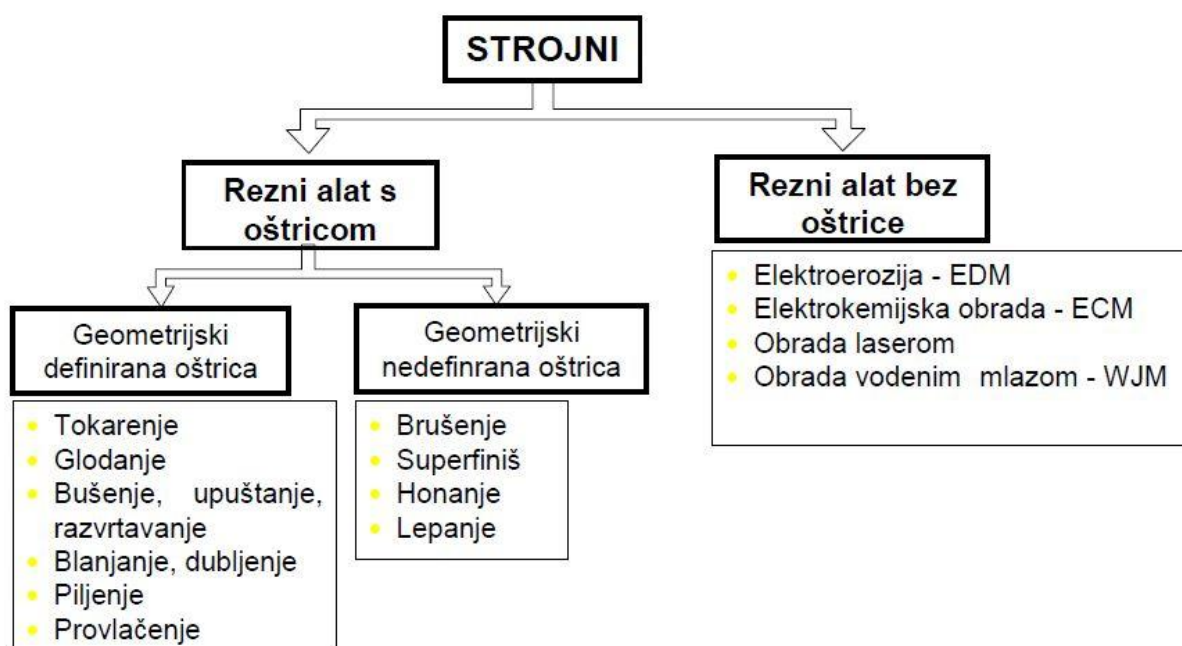 STROJNI
Rezni alat s
oštricom
Rezni alat bez
oštrice
Geometrijski
definirana oštrica
Geometrijski
nedefinrana oštrica
Elektroerozija - EDM
Elektrokemijska obrada - ECM
Obrada laserom
Obrada vodenim mlazom - WJM
Tokarenje
Glodanje
Bušenje, upuštanje,
razvrtavanje
Blanjanje, dubljenje
Piljenje
Provlačenje
Brušenje
Superfiniš
Honanje
Lepanje